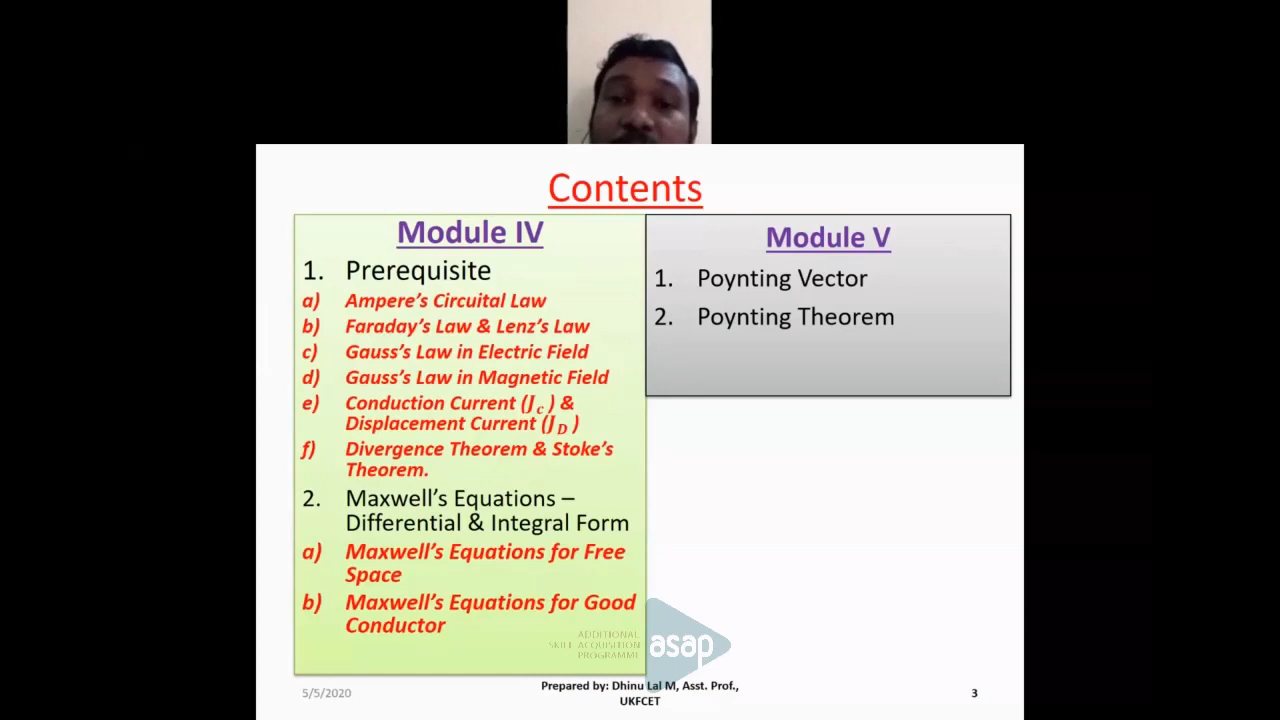 Contents
Module IV
1. Prerequisite
a) Ampere's Circuital Law
b) Faraday's Law & Lenz's Law
c) Gauss's Law in Electric Field
d) Gauss's Law in Magnetic Field
e) Conduction Current (J_c) &
Displacement Current (J_D)
f) Divergence Theorem & Stoke's
Theorem.
2. Maxwell's Equations –
Differential & Integral Form
a) Maxwell's Equations for Free
Space
b) Maxwell's Equations for Good
Conductor
Module V
1. Poynting Vector
2. Poynting Theorem
ADDITIONAL
SKILL ACQUISITION
PROGRAMME
asap
5/5/2020
Prepared by: Dhinu Lal M, Asst. Prof.,
UKFCET
3